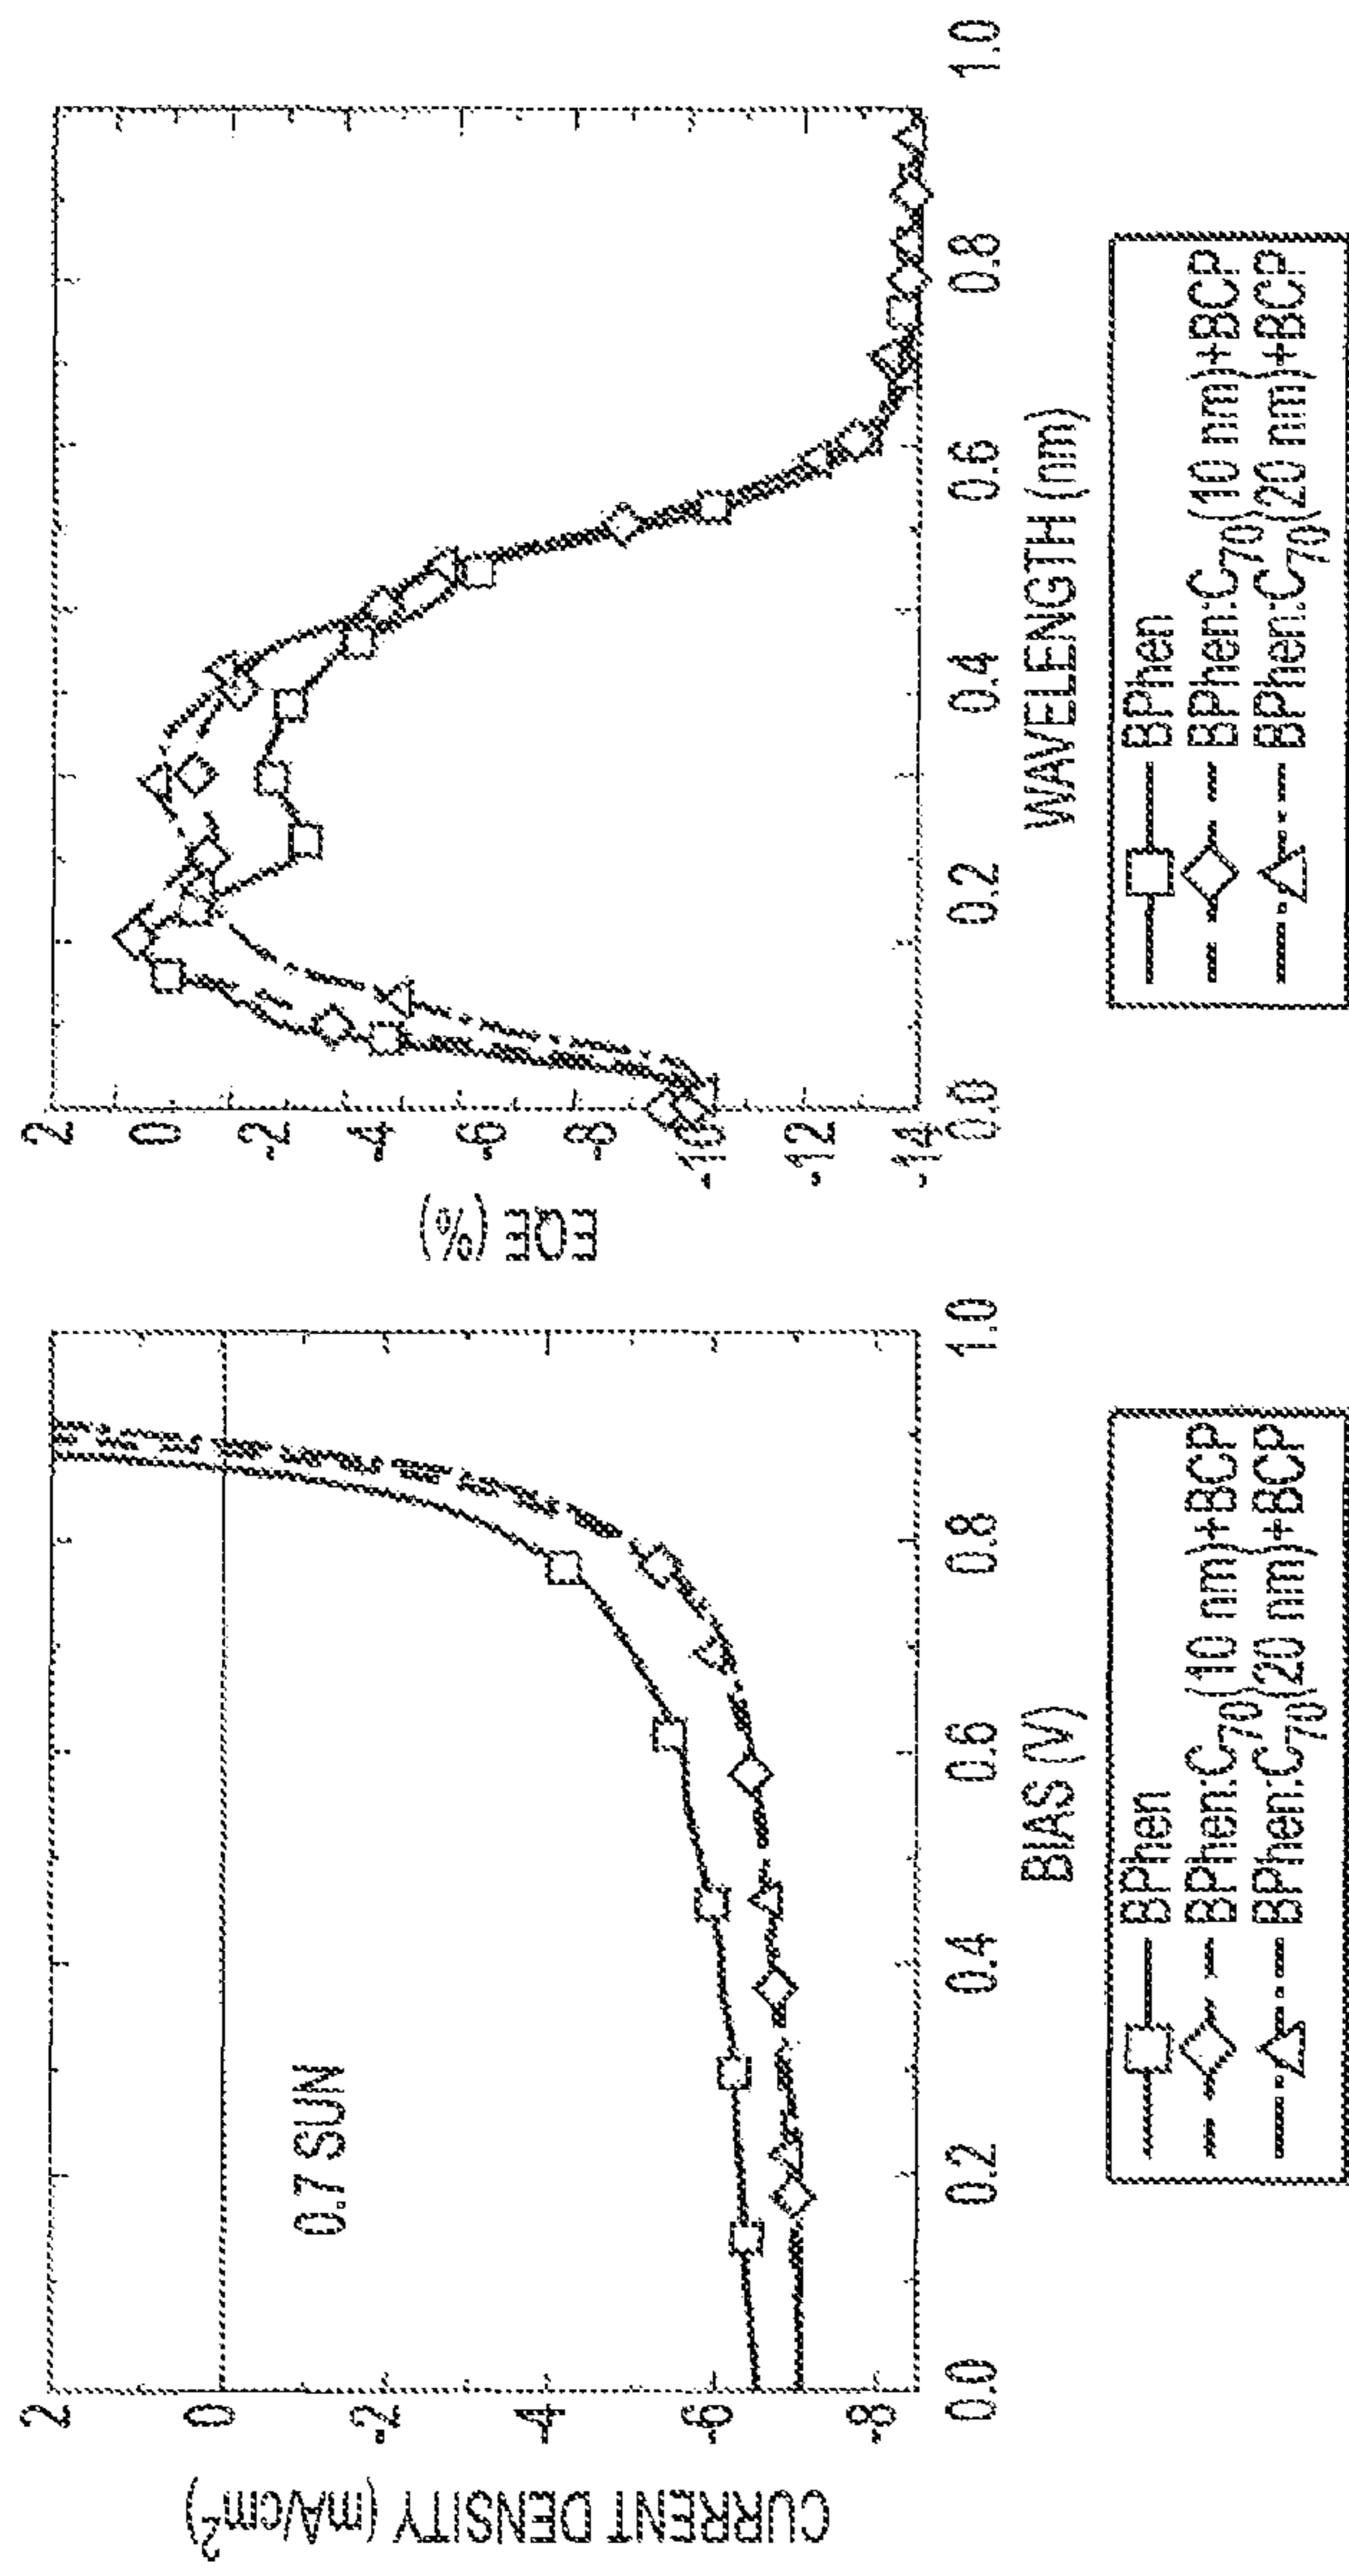 CURRENT DENSITY (mA/cm²)
2
0
-2
-4
-6
-8
0.7 SUN
0.0
0.2
0.4
0.6
0.8
1.0
BIAS (V)
BPhen
BPhen:C70(10 nm)+BCP
BPhen:C70(20 nm)+BCP
EQE (%)
2
0
-2
-4
-6
-8
-10
-12
-14
0.0
0.2
0.4
0.6
0.8
1.0
WAVELENGTH (nm)
BPhen
BPhen:C70(10 nm)+BCP
BPhen:C70(20 nm)+BCP